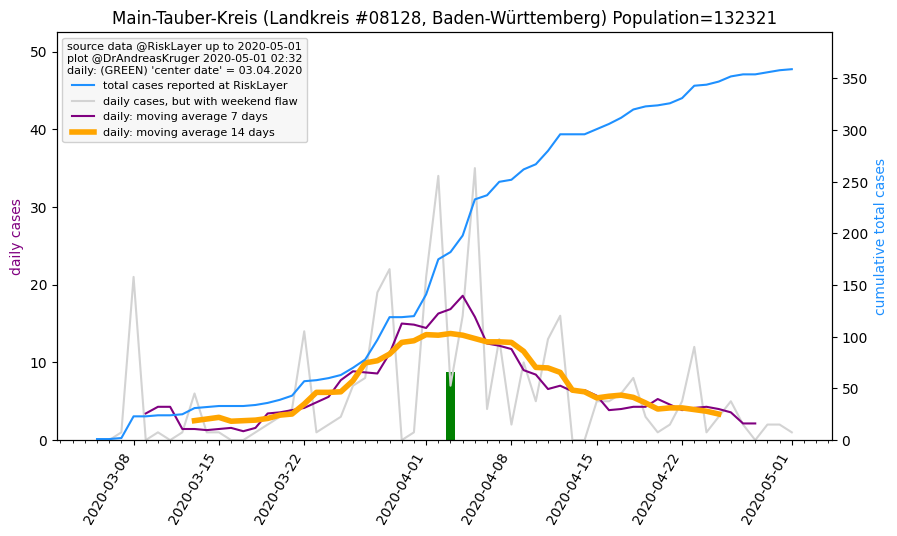 Main-Tauber-Kreis (Landkreis #08128, Baden-Württemberg) Population=132321
source data @RiskLayer up to 2020-05-01
plot @DrAndreasKruger 2020-05-01 02:32
daily: (GREEN) 'center date' = 03.04.2020
total cases reported at RiskLayer
daily cases, but with weekend flaw
daily: moving average 7 days
daily: moving average 14 days
daily cases
50
40
30
20
10
0
cumulative total cases
350
300
250
200
150
100
50
0
2020-03-08
2020-03-15
2020-03-22
2020-04-01
2020-04-08
2020-04-15
2020-04-22
2020-05-01